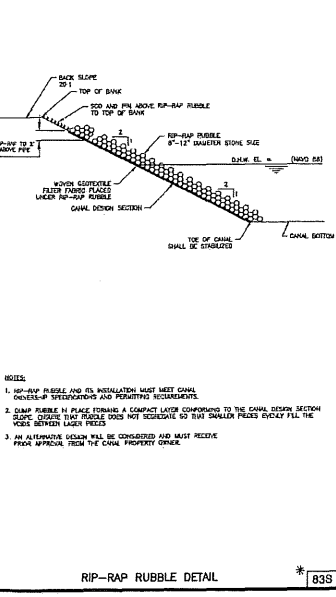 BACK SLOPE
20:1
TOP OF BANK
SOD AND PIN ABOVE RIP-RAP RUBBLE
TO TOP OF BANK
2
1
RIP-RAP RUBBLE
8"-12" DIAMETER STONE SIZE
P-RAP TO 1'
ABOVE PIPE
D.H.W. EL. = (NAVD 88)
WOVEN GEOTEXTILE
FILTER FABRIC PLACED
UNDER RIP-RAP RUBBLE
2
1
CANAL DESIGN SECTION
TOE OF CANAL
SHALL BE STABILIZED
CANAL BOTTOM
NOTES:
1. RIP-RAP RUBBLE AND ITS INSTALLATION MUST MEET CANAL
OWNERSHIP SPECIFICATIONS AND PERMITTING REQUIREMENTS.
2. DUMP RUBBLE IN PLACE FORMING A COMPACT LAYER CONFORMING TO THE CANAL DESIGN SECTION
SLOPE. ENSURE THAT RUBBLE DOES NOT SEGREGATE SO THAT SMALLER PIECES EVENLY FILL THE
VOIDS BETWEEN LAGER PIECES
3. AN ALTERNATIVE DESIGN WILL BE CONSIDERED AND MUST RECEIVE
PRIOR APPROVAL FROM THE CANAL PROPERTY OWNER.
RIP-RAP RUBBLE DETAIL
* 83S